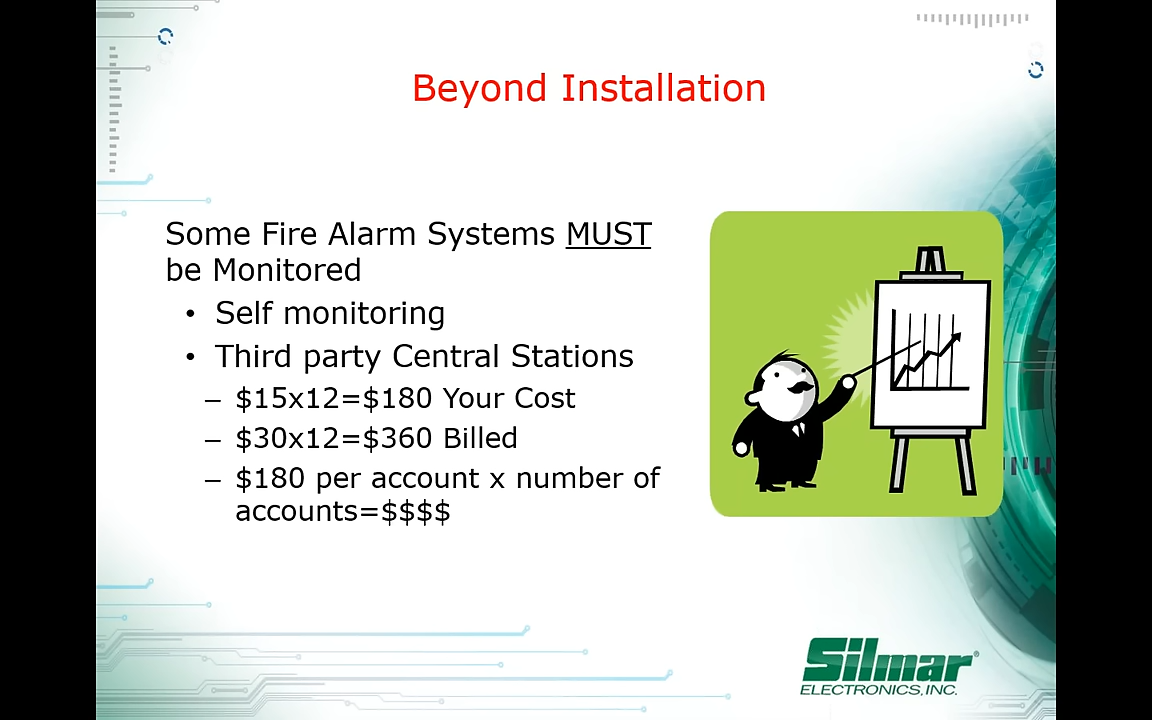 Beyond Installation
Some Fire Alarm Systems MUST
be Monitored
• Self monitoring
• Third party Central Stations
– $15x12=$180 Your Cost
– $30x12=$360 Billed
– $180 per account x number of
accounts=$$$$
Silmar®
ELECTRONICS, INC.